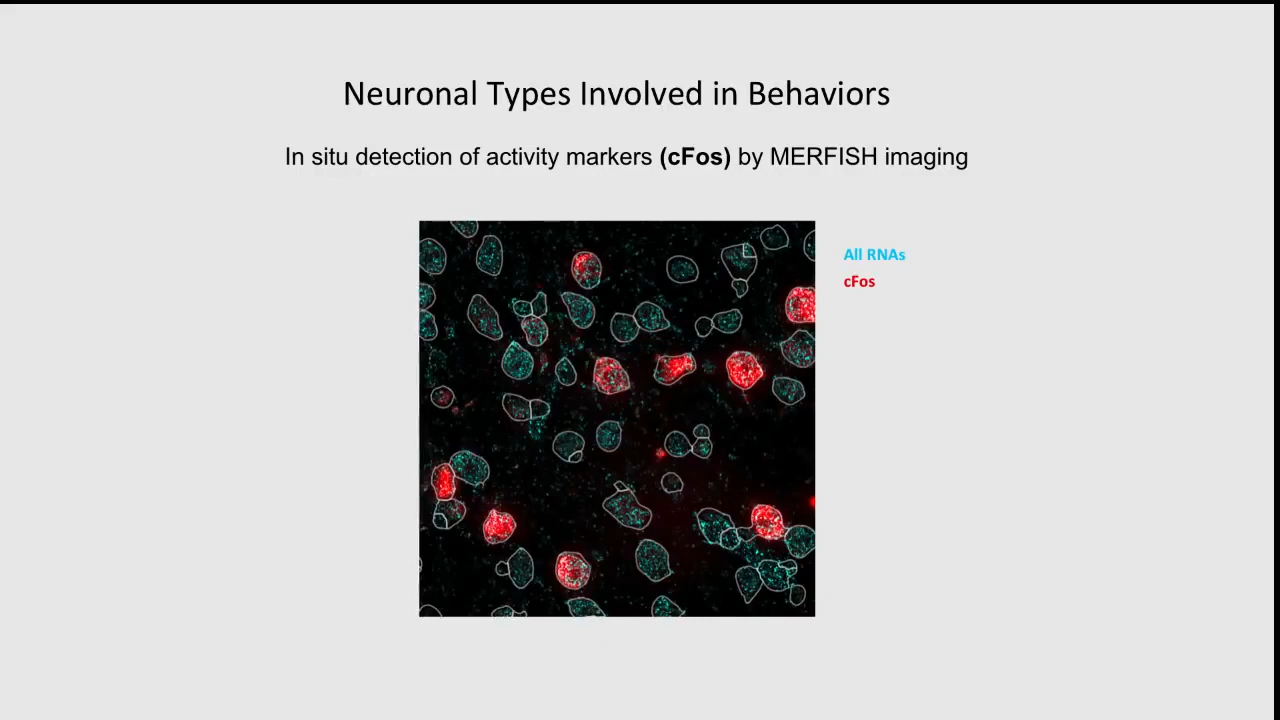 Neuronal Types Involved in Behaviors
In situ detection of activity markers (cFos) by MERFISH imaging
All RNAs
cFos